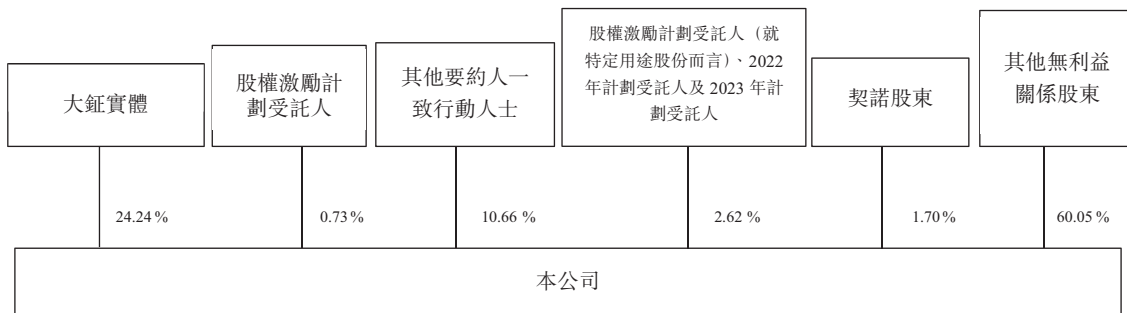 大鉦實體
股權激勵計
劃受託人
其他要約人一
致行動人士
股權激勵計劃受託人（就
特定用途股份而言）、2022
年計劃受託人及 2023 年計
劃受託人
契諾股東
其他無利益
關係股東
24.24 %
0.73 %
10.66 %
2.62 %
1.70 %
60.05 %
本公司